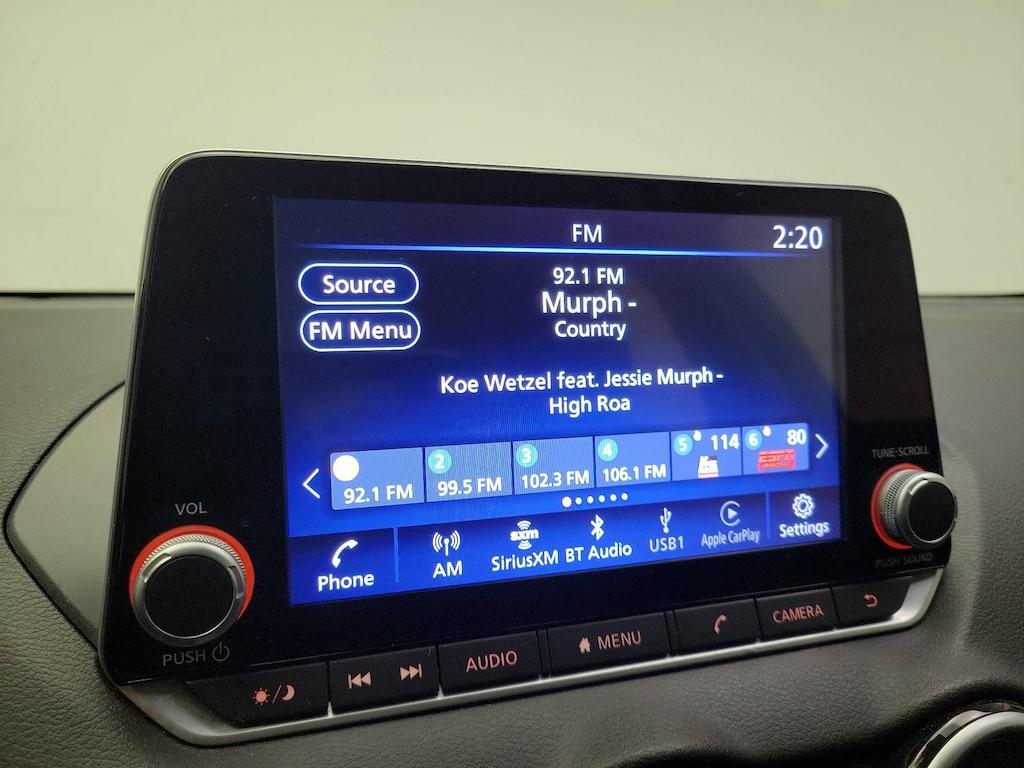 FM
2:20
Source
FM Menu
92.1 FM
Murph -
Country
Koe Wetzel feat. Jessie Murph -
High Roa
92.1 FM
2
99.5 FM
3
102.3 FM
4
106.1 FM
5
114
6
80
ESPN
RADIO
Phone
AM
sxm
SiriusXM
BT Audio
USB1
Apple CarPlay
Settings
VOL
PUSH
TUNE·SCROLL
PUSH·SOUND
AUDIO
MENU
CAMERA